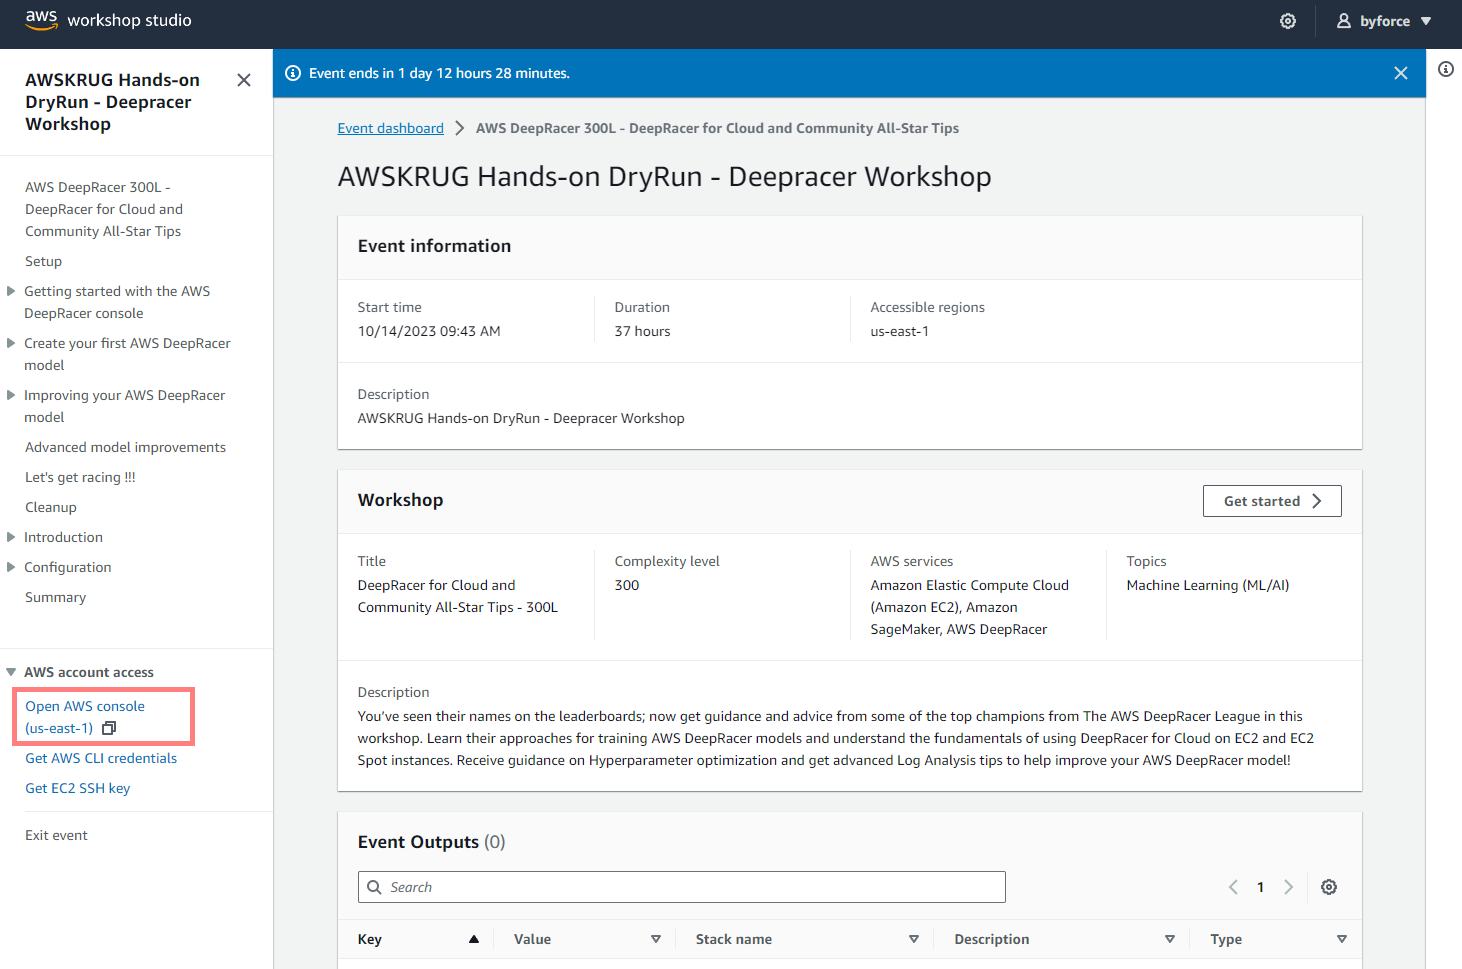 aws workshop studio
byforce
AWSKRUG Hands-on
DryRun - Deepracer
Workshop
AWS DeepRacer 300L -
DeepRacer for Cloud and
Community All-Star Tips
Setup
Getting started with the AWS
DeepRacer console
Create your first AWS DeepRacer
model
Improving your AWS DeepRacer
model
Advanced model improvements
Let's get racing !!!
Cleanup
Introduction
Configuration
Summary
AWS account access
Open AWS console
(us-east-1)
Get AWS CLI credentials
Get EC2 SSH key
Exit event
Event ends in 1 day 12 hours 28 minutes.
Event dashboard
AWS DeepRacer 300L - DeepRacer for Cloud and Community All-Star Tips
AWSKRUG Hands-on DryRun - Deepracer Workshop
Event information
Start time
10/14/2023 09:43 AM
Duration
37 hours
Accessible regions
us-east-1
Description
AWSKRUG Hands-on DryRun - Deepracer Workshop
Workshop
Get started
Title
DeepRacer for Cloud and
Community All-Star Tips - 300L
Complexity level
300
AWS services
Amazon Elastic Compute Cloud
(Amazon EC2), Amazon
SageMaker, AWS DeepRacer
Topics
Machine Learning (ML/AI)
Description
You’ve seen their names on the leaderboards; now get guidance and advice from some of the top champions from The AWS DeepRacer League in this
workshop. Learn their approaches for training AWS DeepRacer models and understand the fundamentals of using DeepRacer for Cloud on EC2 and EC2
Spot instances. Receive guidance on Hyperparameter optimization and get advanced Log Analysis tips to help improve your AWS DeepRacer model!
Event Outputs (0)
Search
1
Key
Value
Stack name
Description
Type